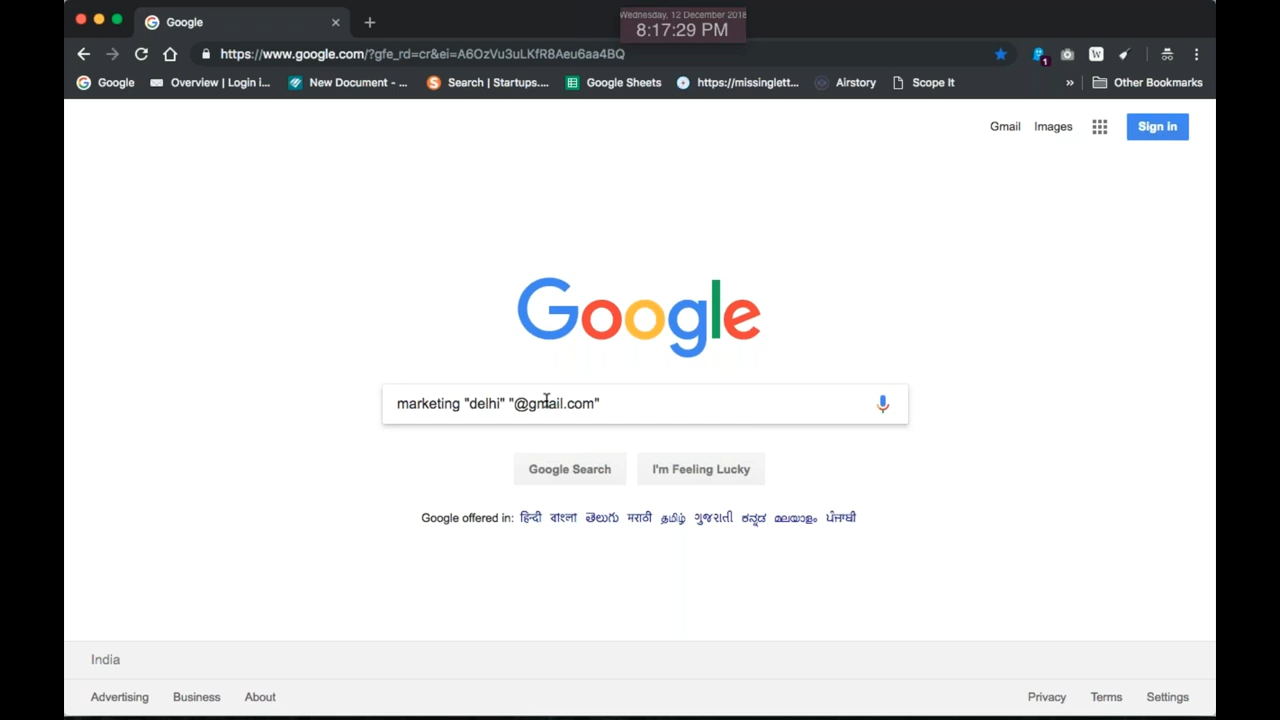 Google
Wednesday, 12 December 2018
8:17:29 PM
https://www.google.com/?gfe_rd=cr&ei=A6OzVu3uLKfR8Aeu6aa4BQ
1
W
Google Overview | Login i... New Document - ... Search | Startups.... Google Sheets https://missinglett... Airstory Scope It » Other Bookmarks
Gmail Images Sign in
Google
marketing "delhi" "@gmail.com"
Google Search I'm Feeling Lucky
Google offered in: हिन्दी বাংলা తెలుగు मराठी தமிழ் ગુજરાતી ಕನ್ನಡ മലയാളം ਪੰਜਾਬੀ
India
Advertising Business About Privacy Terms Settings